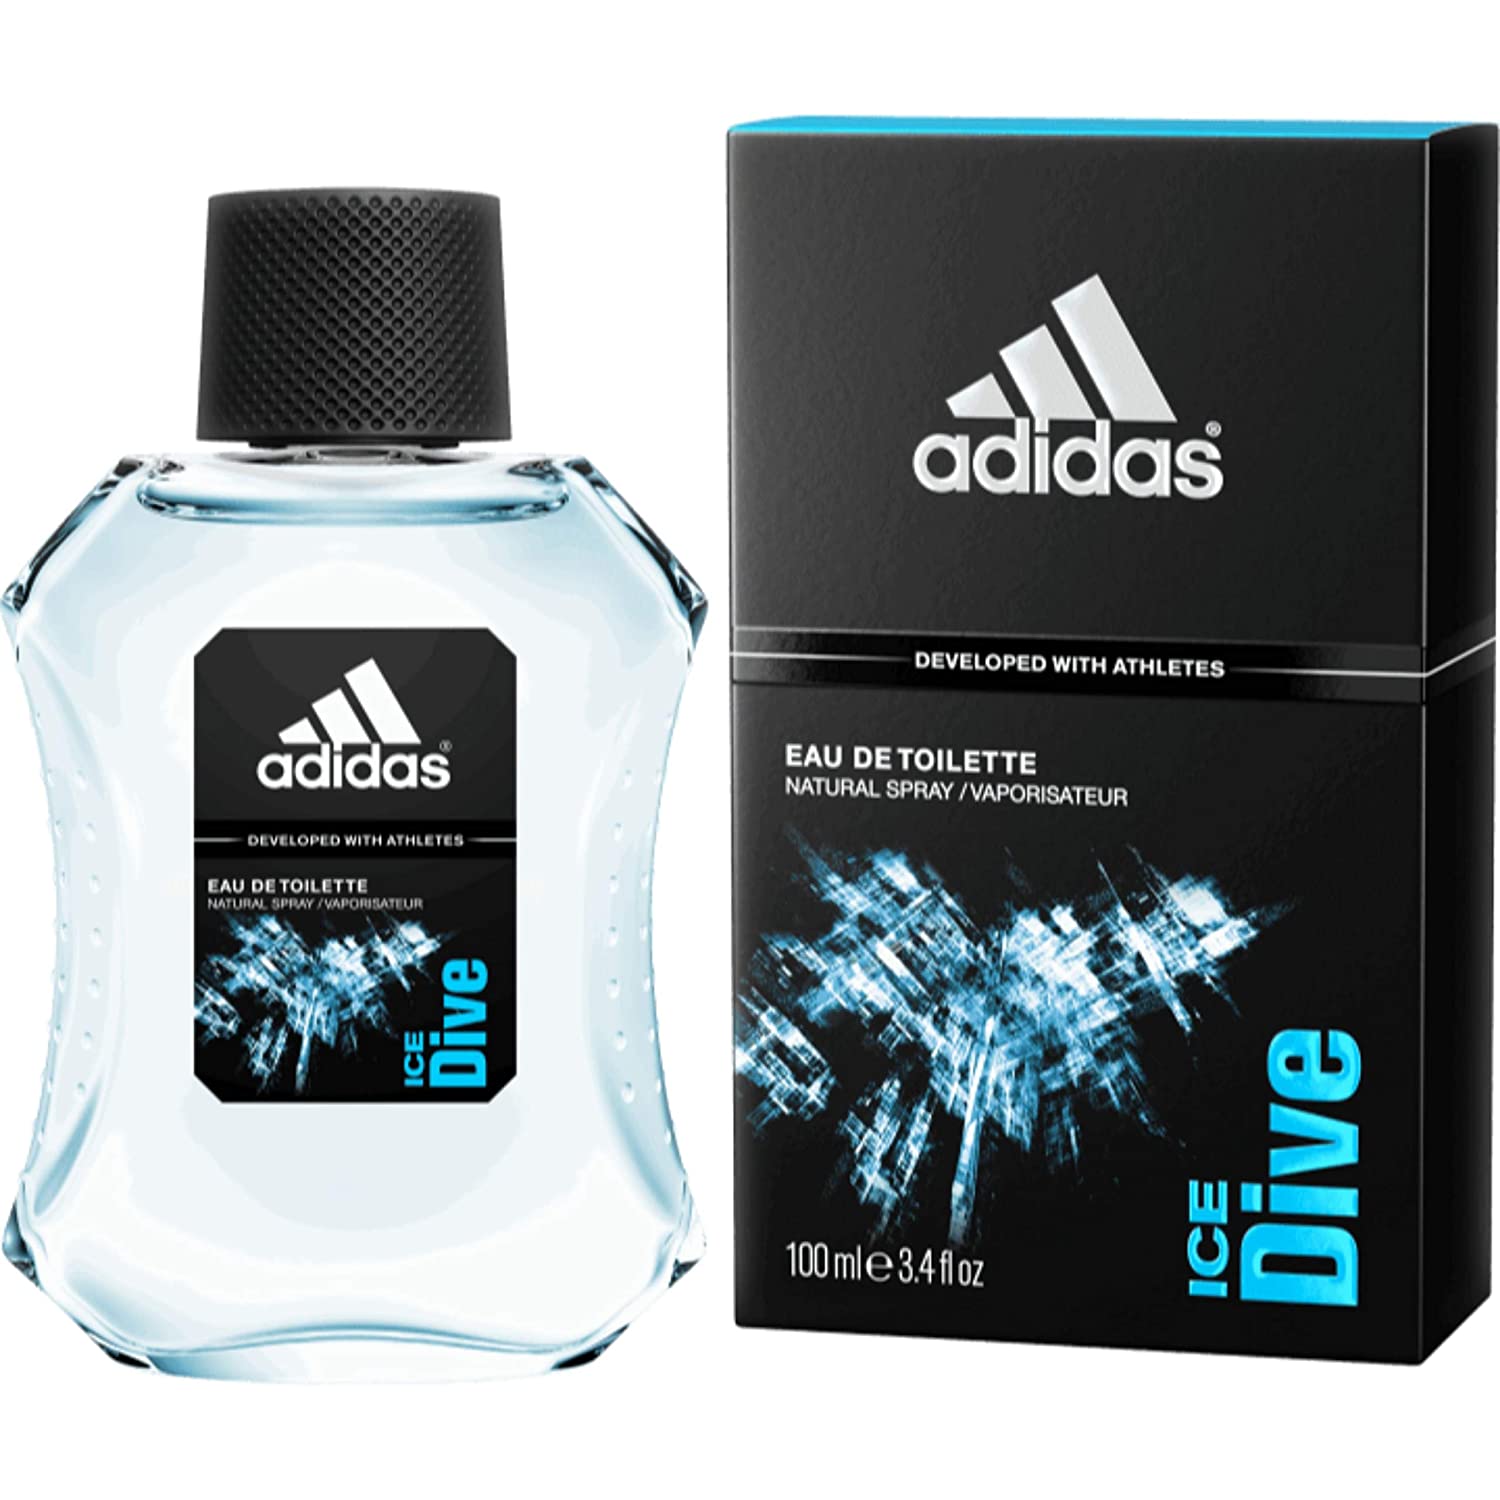 adidas®
DEVELOPED WITH ATHLETES
EAU DE TOILETTE
NATURAL SPRAY / VAPORISATEUR
ICE
Dive
adidas®
DEVELOPED WITH ATHLETES
EAU DE TOILETTE
NATURAL SPRAY / VAPORISATEUR
ICE
Dive
100 ml ℮ 3.4 fl oz